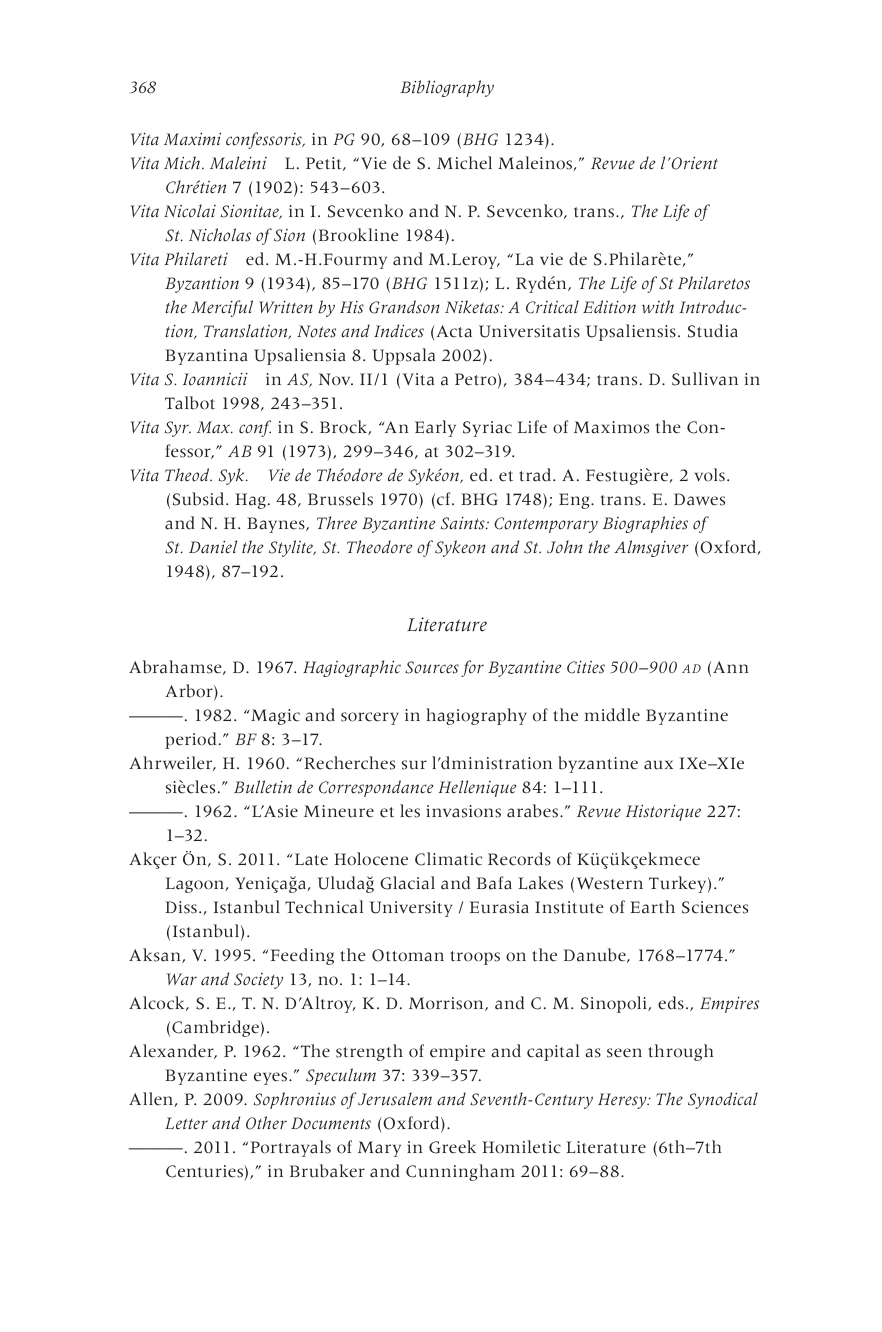 368 Bibliography
Vita Maximi confessoris, in PG 90, 68–109 (BHG 1234).
Vita Mich. Maleini L. Petit, “Vie de S. Michel Maleinos,” Revue de l’Orient
Chrétien 7 (1902): 543–603.
Vita Nicolai Sionitae, in I. Sevcenko and N. P. Sevcenko, trans., The Life of
St. Nicholas of Sion (Brookline 1984).
Vita Philareti ed. M.-H.Fourmy and M.Leroy, “La vie de S.Philarète,”
Byzantion 9 (1934), 85–170 (BHG 1511z); L. Rydén, The Life of St Philaretos
the Merciful Written by His Grandson Niketas: A Critical Edition with Introduc-
tion, Translation, Notes and Indices (Acta Universitatis Upsaliensis. Studia
Byzantina Upsaliensia 8. Uppsala 2002).
Vita S. Ioannicii in AS, Nov. II/1 (Vita a Petro), 384–434; trans. D. Sullivan in
Talbot 1998, 243–351.
Vita Syr. Max. conf. in S. Brock, “An Early Syriac Life of Maximos the Con-
fessor,” AB 91 (1973), 299–346, at 302–319.
Vita Theod. Syk. Vie de Théodore de Sykéon, ed. et trad. A. Festugière, 2 vols.
(Subsid. Hag. 48, Brussels 1970) (cf. BHG 1748); Eng. trans. E. Dawes
and N. H. Baynes, Three Byzantine Saints: Contemporary Biographies of
St. Daniel the Stylite, St. Theodore of Sykeon and St. John the Almsgiver (Oxford,
1948), 87–192.
Literature
Abrahamse, D. 1967. Hagiographic Sources for Byzantine Cities 500–900 AD (Ann
Arbor).
———. 1982. “Magic and sorcery in hagiography of the middle Byzantine
period.” BF 8: 3–17.
Ahrweiler, H. 1960. “Recherches sur l’dministration byzantine aux IXe–XIe
siècles.” Bulletin de Correspondance Hellenique 84: 1–111.
———. 1962. “L’Asie Mineure et les invasions arabes.” Revue Historique 227:
1–32.
Akçer Ön, S. 2011. “Late Holocene Climatic Records of Küçükçekmece
Lagoon, Yeniçağa, Uludağ Glacial and Bafa Lakes (Western Turkey).”
Diss., Istanbul Technical University / Eurasia Institute of Earth Sciences
(Istanbul).
Aksan, V. 1995. “Feeding the Ottoman troops on the Danube, 1768–1774.”
War and Society 13, no. 1: 1–14.
Alcock, S. E., T. N. D’Altroy, K. D. Morrison, and C. M. Sinopoli, eds., Empires
(Cambridge).
Alexander, P. 1962. “The strength of empire and capital as seen through
Byzantine eyes.” Speculum 37: 339–357.
Allen, P. 2009. Sophronius of Jerusalem and Seventh-Century Heresy: The Synodical
Letter and Other Documents (Oxford).
———. 2011. “Portrayals of Mary in Greek Homiletic Literature (6th–7th
Centuries),” in Brubaker and Cunningham 2011: 69–88.